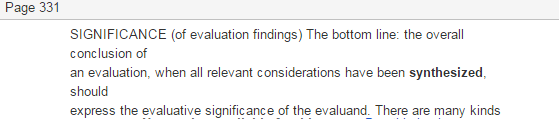 Page 331
SIGNIFICANCE (of evaluation findings) The bottom line: the overall
conclusion of
an evaluation, when all relevant considerations have been synthesized,
should
express the evaluative significance of the evaluand. There are many kinds